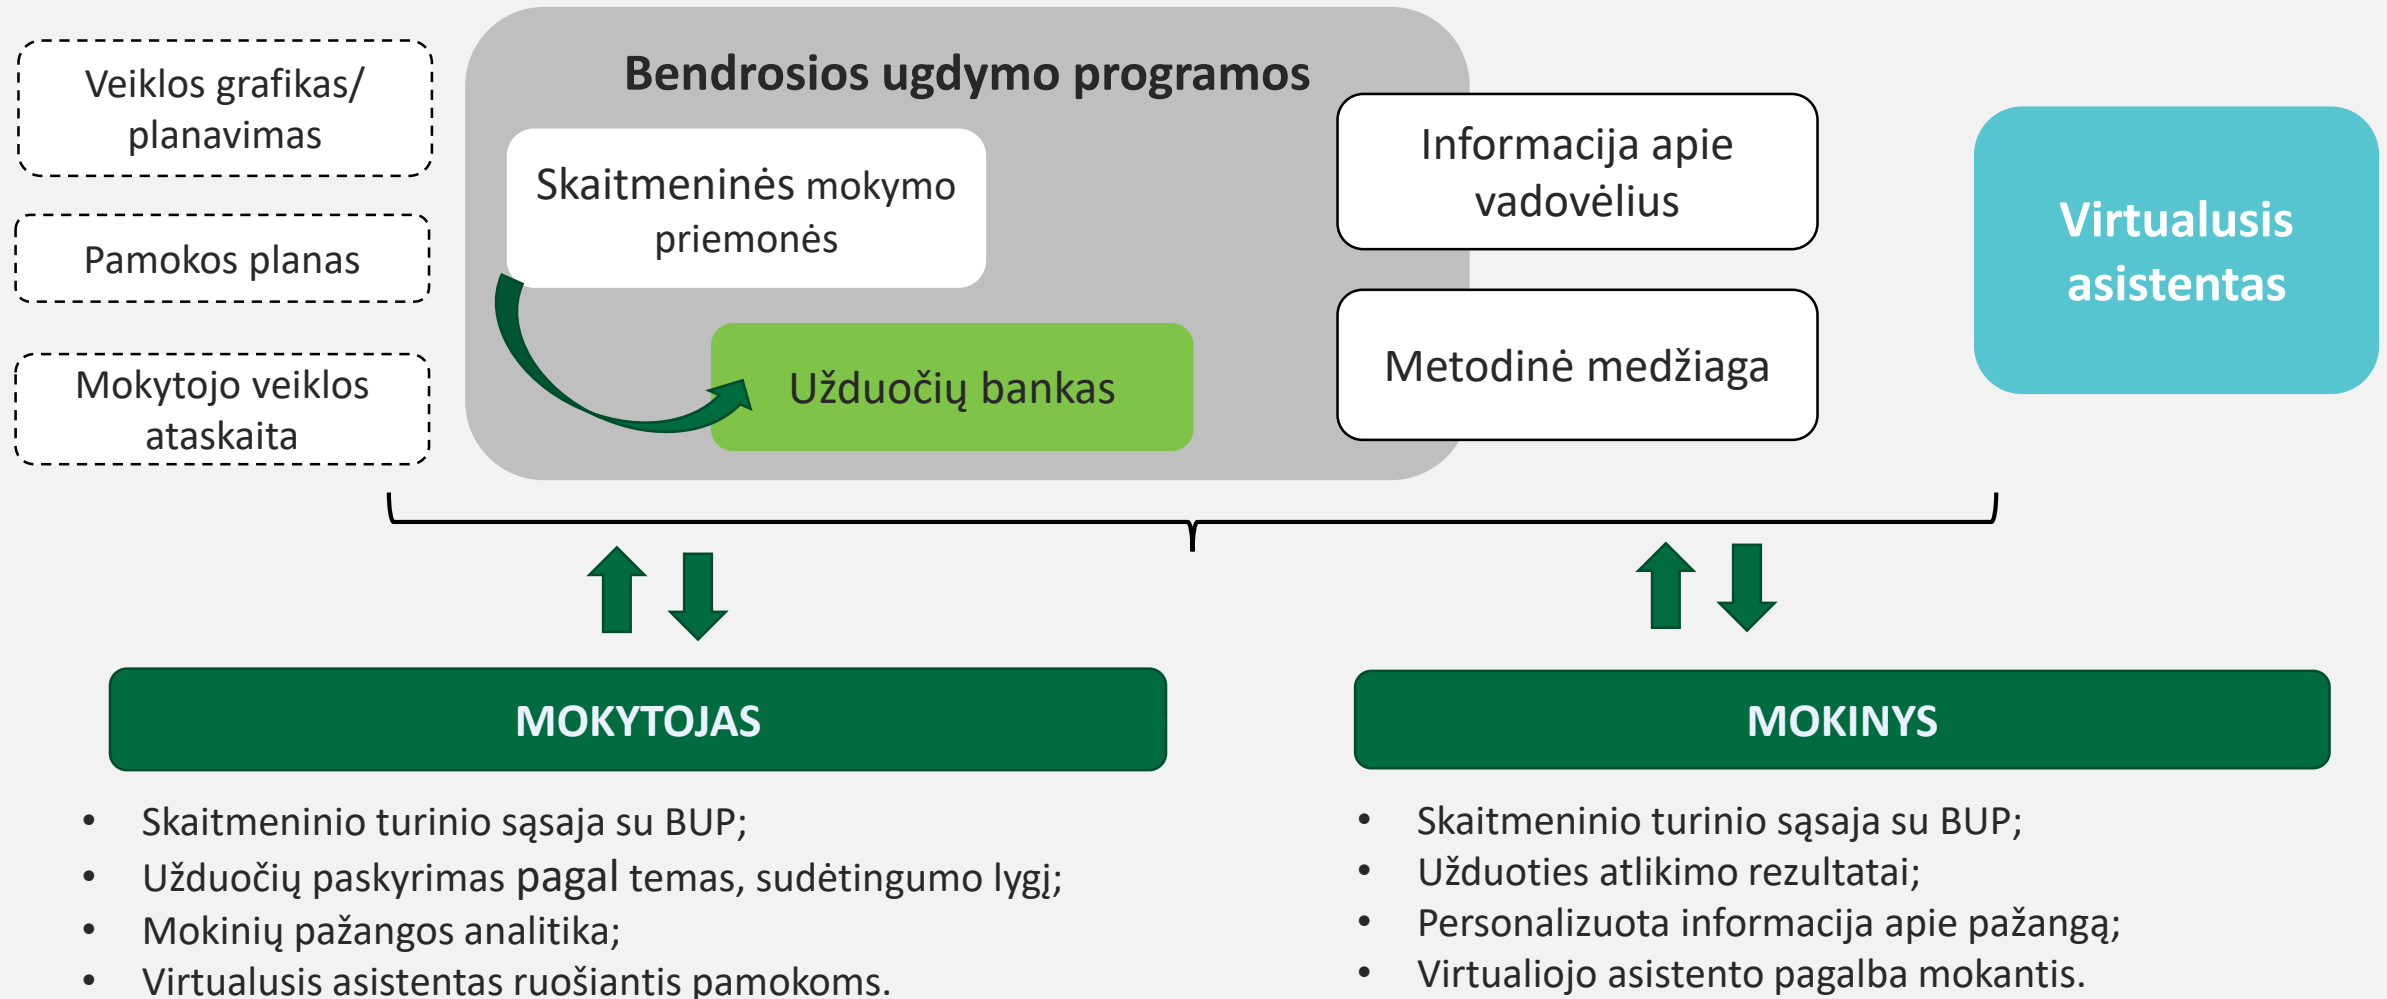 Veiklos grafikas/
planavimas
Pamokos planas
Mokytojo veiklos
ataskaita
Bendrosios ugdymo programos
Skaitmeninės mokymo
priemonės
Užduočių bankas
Informacija apie
vadovėlius
Metodinė medžiaga
Virtualusis
asistentas
MOKYTOJAS
• Skaitmeninio turinio sąsaja su BUP;
• Užduočių paskyrimas pagal temas, sudėtingumo lygį;
• Mokinių pažangos analitika;
• Virtualusis asistentas ruošiantis pamokoms.
MOKINYS
• Skaitmeninio turinio sąsaja su BUP;
• Užduoties atlikimo rezultatai;
• Personalizuota informacija apie pažangą;
• Virtualiojo asistento pagalba mokantis.